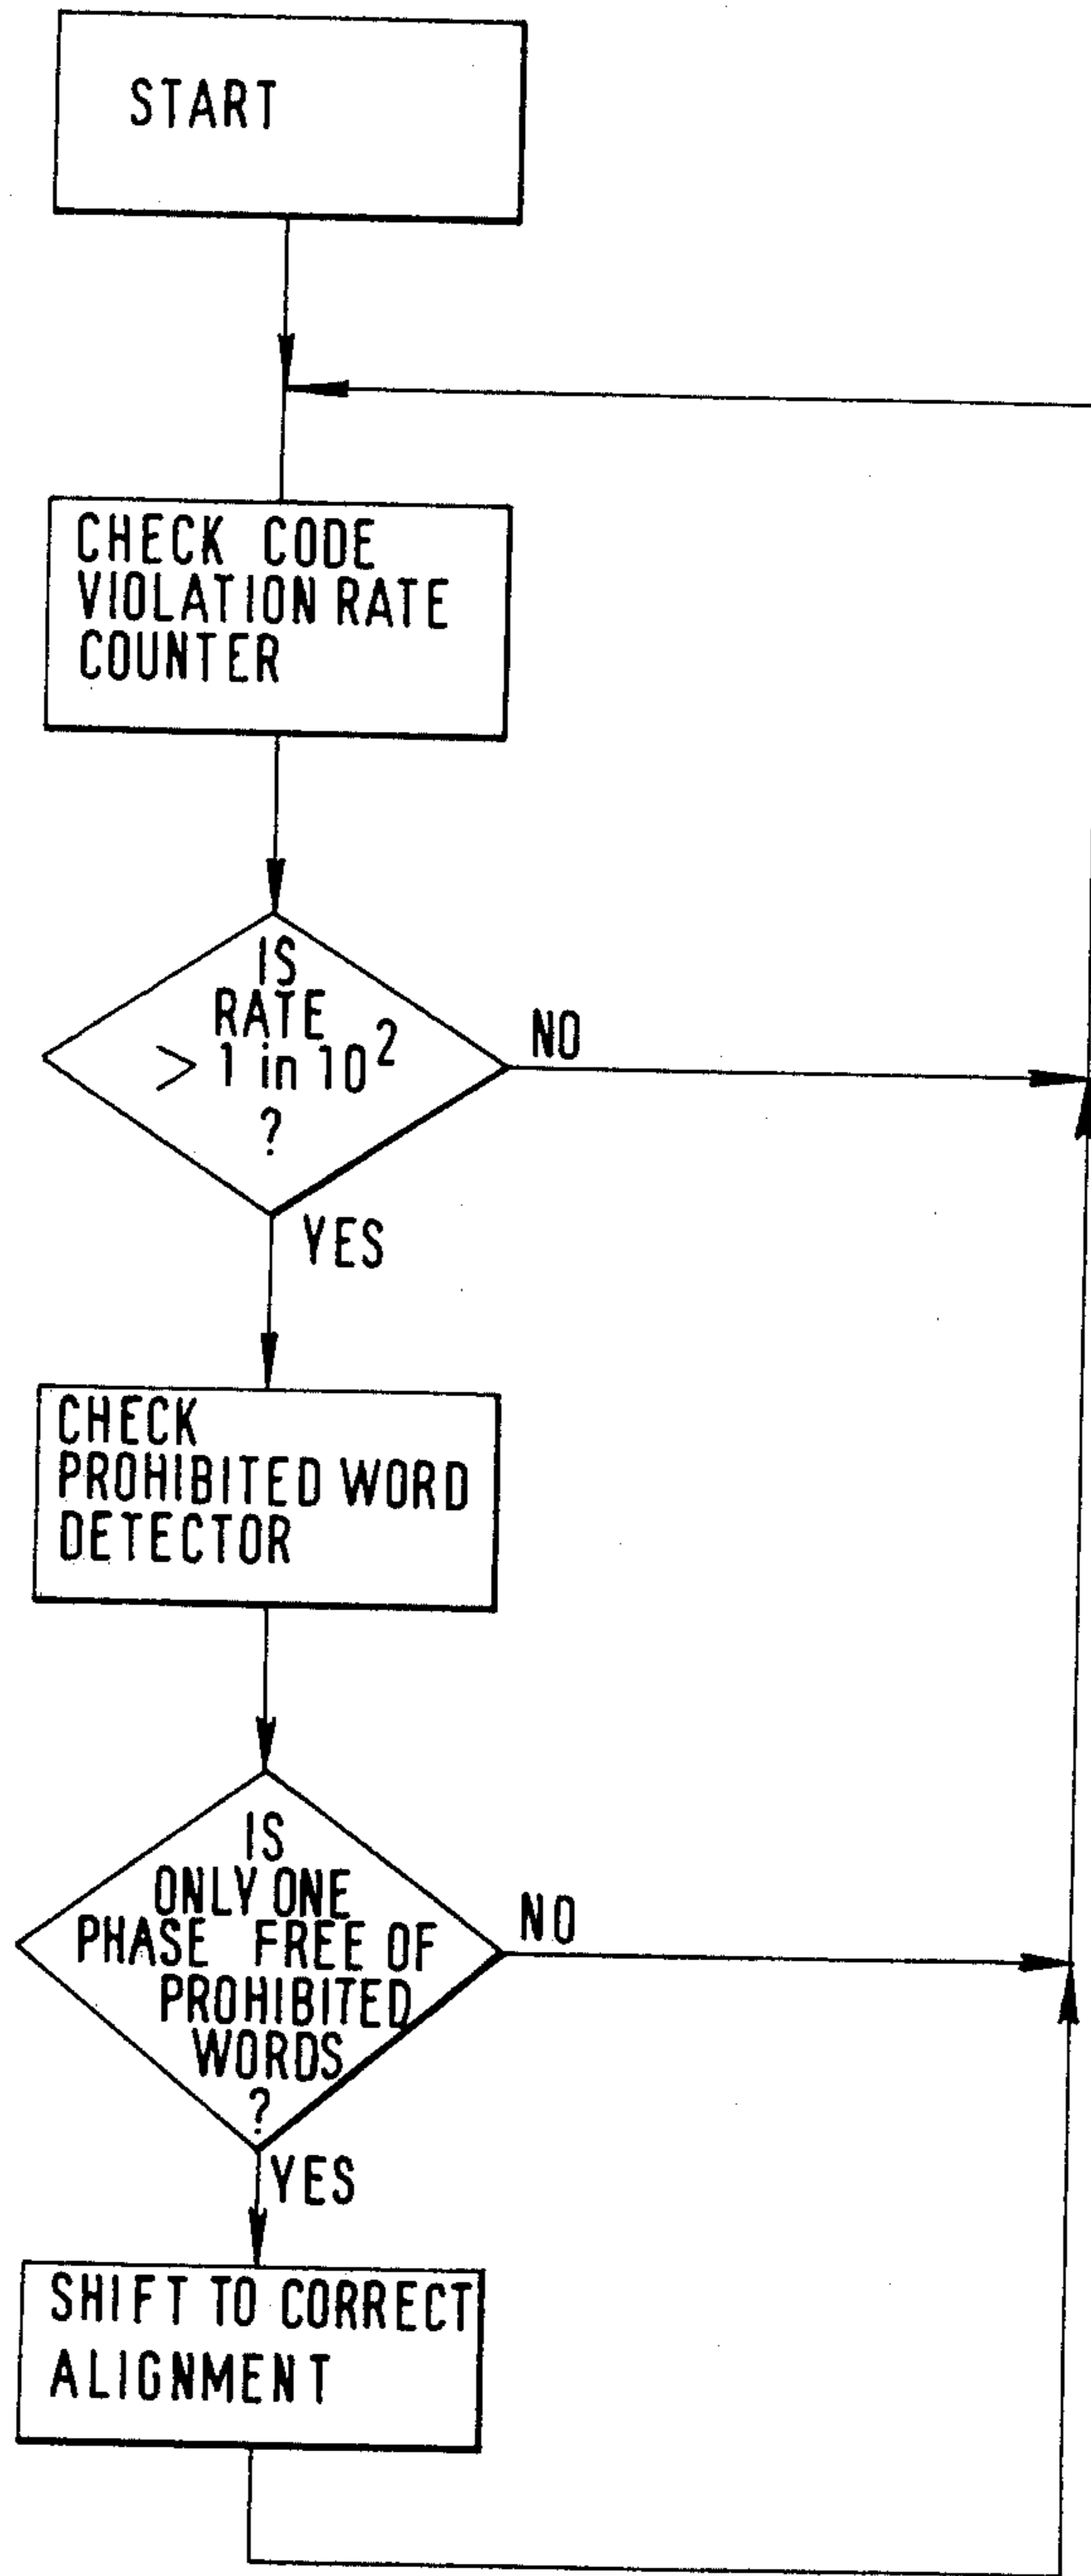 START
CHECK CODE
VIOLATION RATE
COUNTER
IS
RATE
> 1 in 10²
?
NO
YES
CHECK
PROHIBITED WORD
DETECTOR
IS
ONLY ONE
PHASE FREE OF
PROHIBITED
WORDS
?
NO
YES
SHIFT TO CORRECT
ALIGNMENT